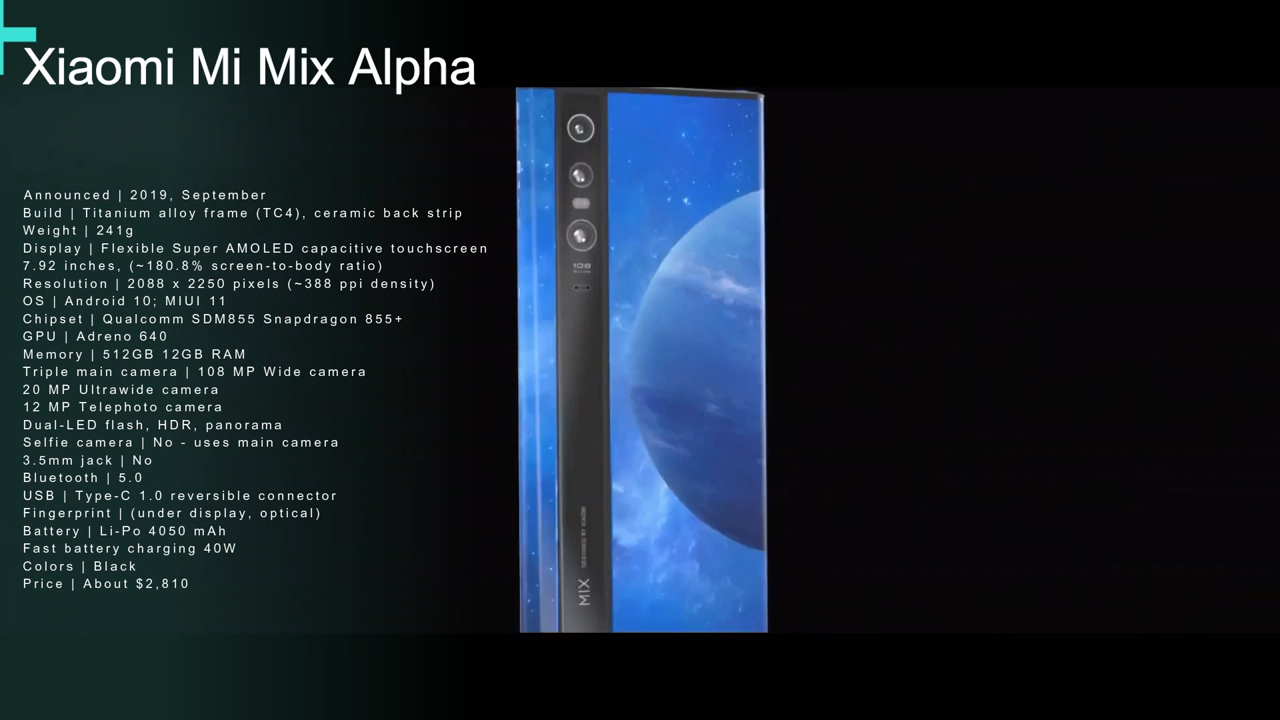 Xiaomi Mi Mix Alpha
Announced | 2019, September
Build | Titanium alloy frame (TC4), ceramic back strip
Weight | 241g
Display | Flexible Super AMOLED capacitive touchscreen
7.92 inches, (~180.8% screen-to-body ratio)
Resolution | 2088 x 2250 pixels (~388 ppi density)
OS | Android 10; MIUI 11
Chipset | Qualcomm SDM855 Snapdragon 855+
GPU | Adreno 640
Memory | 512GB 12GB RAM
Triple main camera | 108 MP Wide camera
20 MP Ultrawide camera
12 MP Telephoto camera
Dual-LED flash, HDR, panorama
Selfie camera | No - uses main camera
3.5mm jack | No
Bluetooth | 5.0
USB | Type-C 1.0 reversible connector
Fingerprint | (under display, optical)
Battery | Li-Po 4050 mAh
Fast battery charging 40W
Colors | Black
Price | About $2,810
108
MIX DESIGNED BY XIAOMI